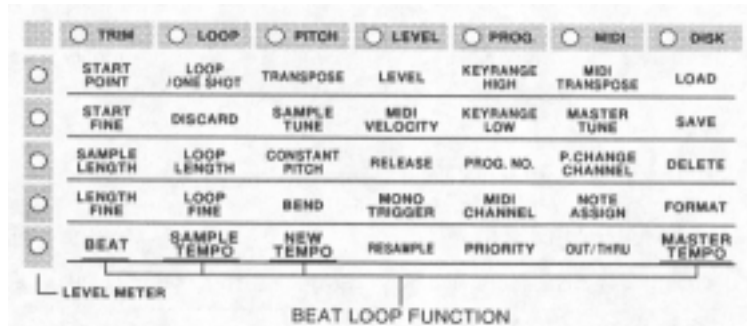 TRIM LOOP PITCH LEVEL PROG. MIDI DISK
START POINT LOOP /ONE SHOT TRANSPOSE LEVEL KEYRANGE HIGH MIDI TRANSPOSE LOAD
START FINE DISCARD SAMPLE TUNE MIDI VELOCITY KEYRANGE LOW MASTER TUNE SAVE
SAMPLE LENGTH LOOP LENGTH CONSTANT PITCH RELEASE PROG. NO. P.CHANGE CHANNEL DELETE
LENGTH FINE LOOP FINE BEND MONO TRIGGER MIDI CHANNEL NOTE ASSIGN FORMAT
BEAT SAMPLE TEMPO NEW TEMPO RESAMPLE PRIORITY OUT/THRU MASTER TEMPO
LEVEL METER
BEAT LOOP FUNCTION